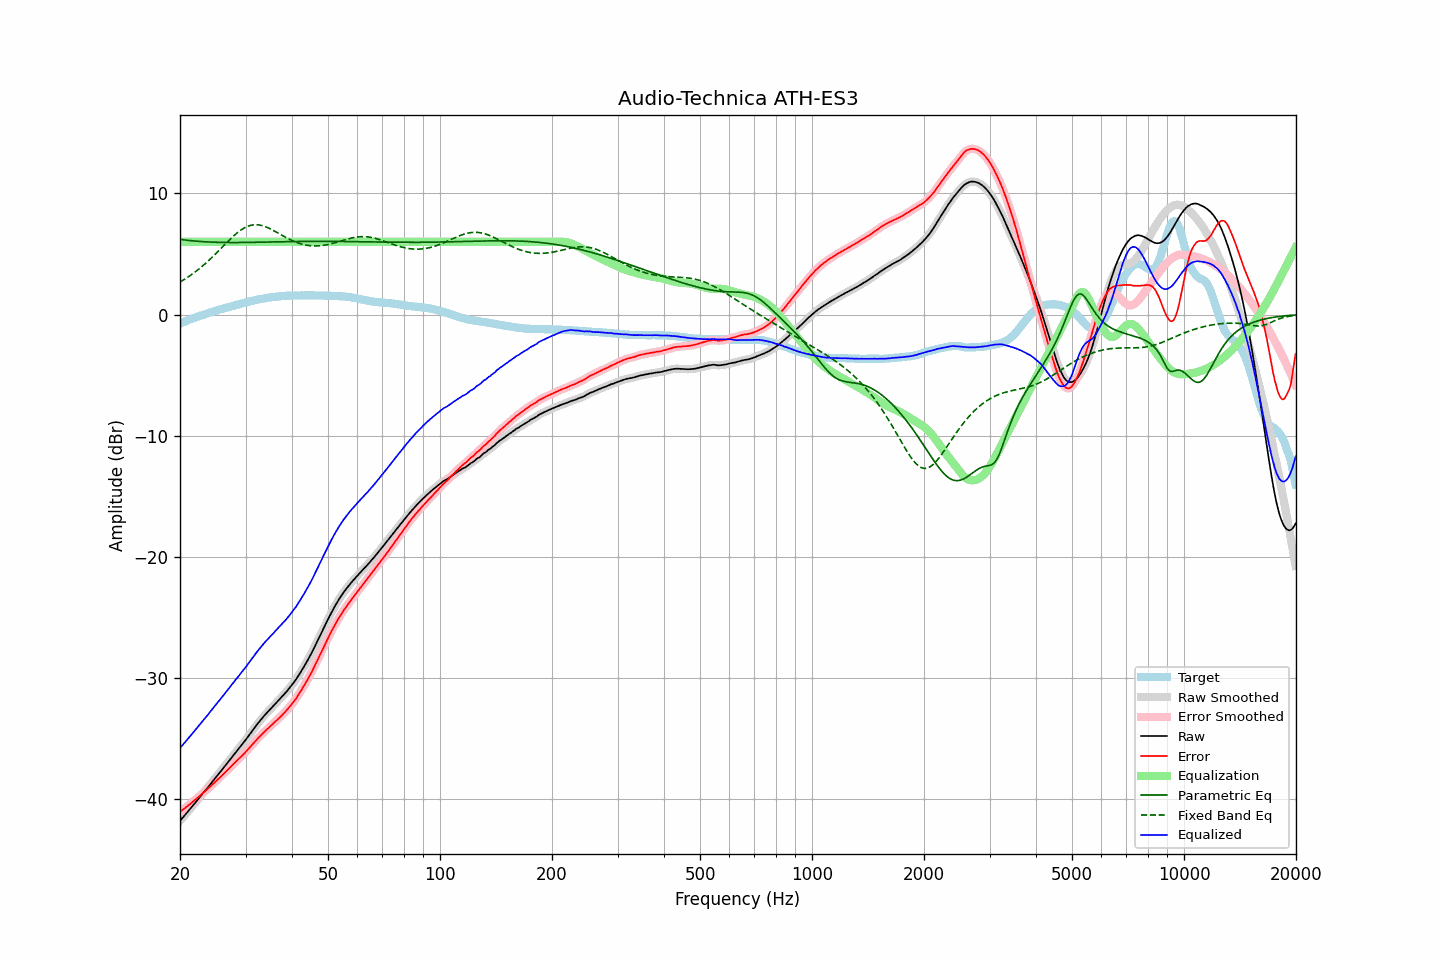 Audio-Technica ATH-ES3
Amplitude (dBr)
10
0
−10
−20
−30
−40
20
50
100
200
500
1000
2000
5000
10000
20000
Frequency (Hz)
Target
Raw Smoothed
Error Smoothed
Raw
Error
Equalization
Parametric Eq
Fixed Band Eq
Equalized